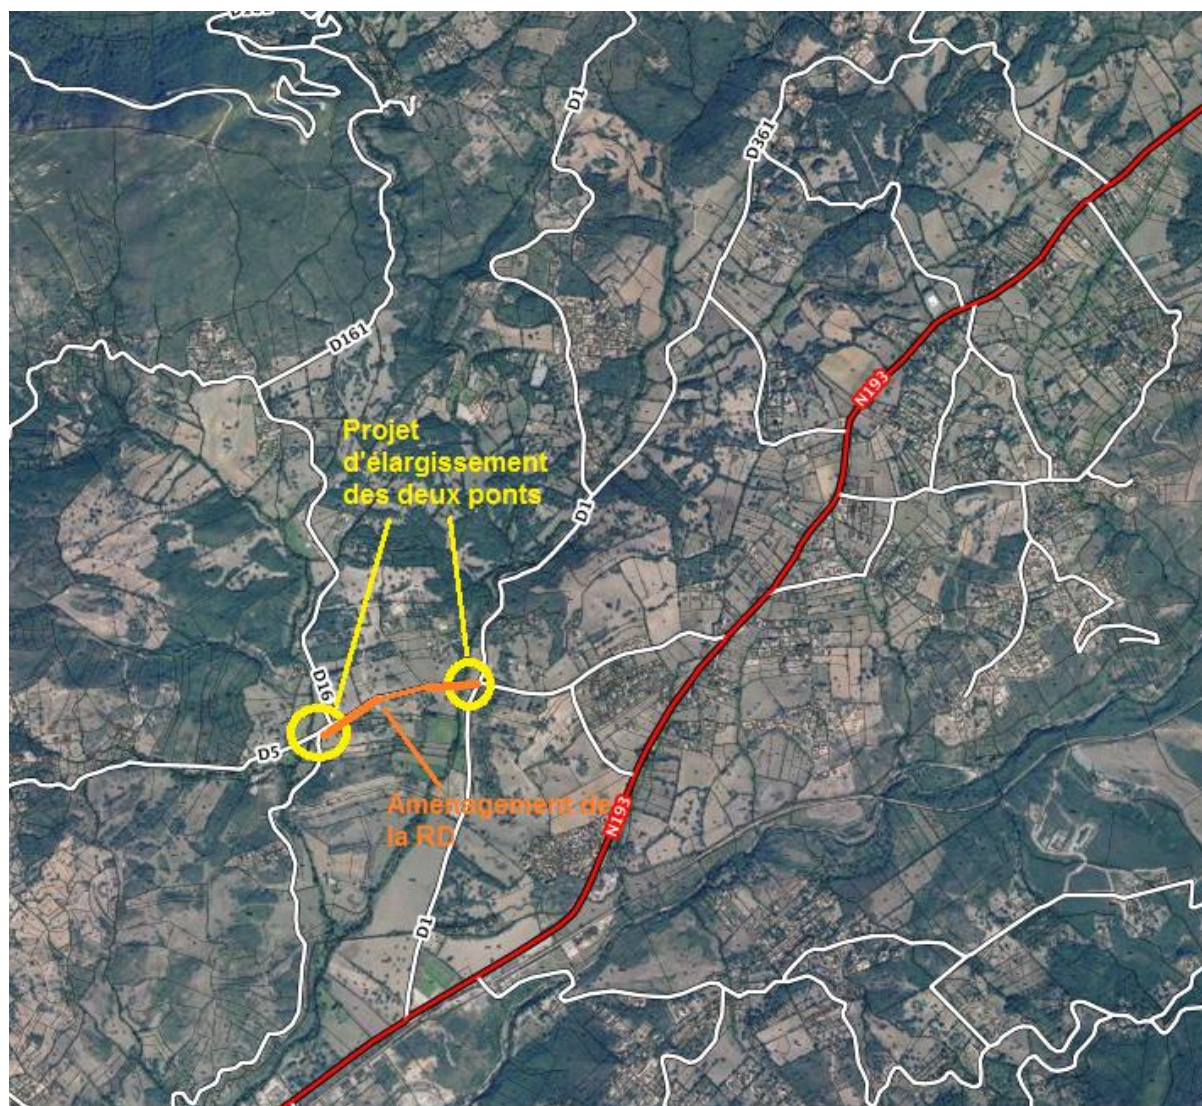 D1
D361
N193
D161
Projet
d'élargissement
des deux ponts
D1
D16
D5
Aménagement de
la RD
N193
D1